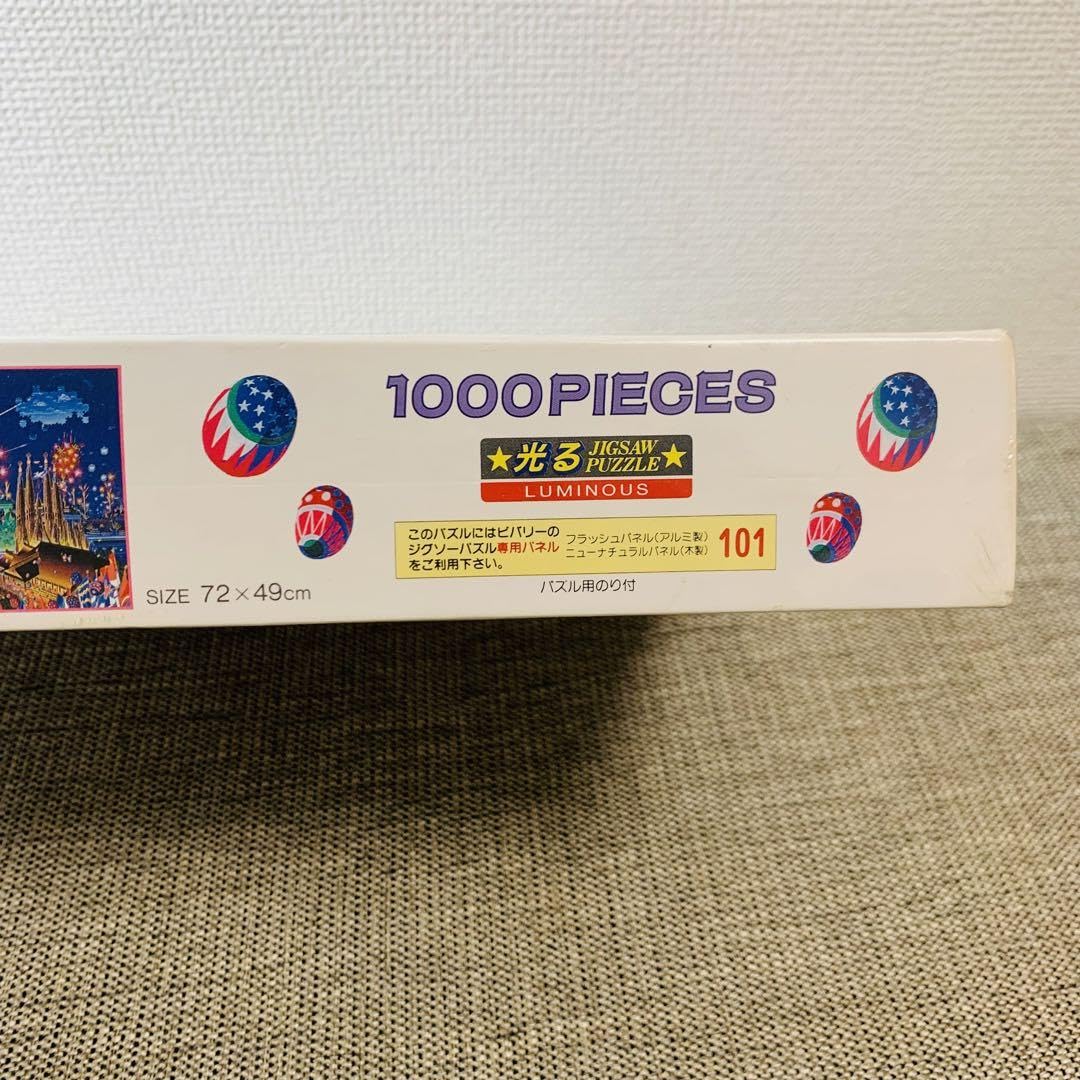 1000PIECES
★光る JIGSAW PUZZLE★
LUMINOUS
このパズルにはビバリーの
ジグソーパズル専用パネル
をご利用下さい。
フラッシュパネル(アルミ製)
ニューナチュラルパネル(木製)
101
パズル用のり付
SIZE 72×49cm